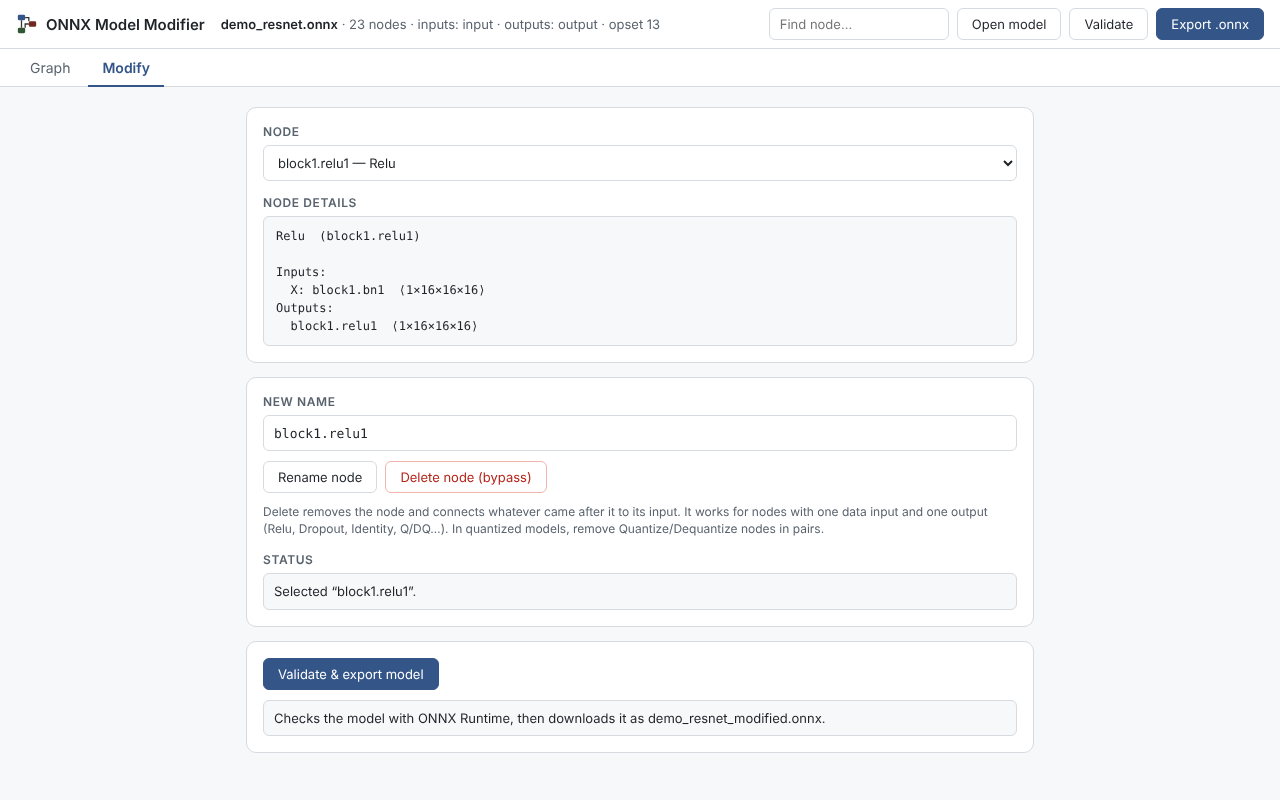 ONNX Model Modifier
demo_resnet.onnx · 23 nodes · inputs: input · outputs: output · opset 13
Find node...
Open model
Validate
Export .onnx
Graph
Modify
NODE
block1.relu1 — Relu
NODE DETAILS
Relu  (block1.relu1)
Inputs:
X: block1.bn1  (1×16×16×16)
Outputs:
block1.relu1  (1×16×16×16)
NEW NAME
block1.relu1
Rename node
Delete node (bypass)
Delete removes the node and connects whatever came after it to its input. It works for nodes with one data input and one output
(Relu, Dropout, Identity, Q/DQ…). In quantized models, remove Quantize/Dequantize nodes in pairs.
STATUS
Selected “block1.relu1”.
Validate & export model
Checks the model with ONNX Runtime, then downloads it as demo_resnet_modified.onnx.